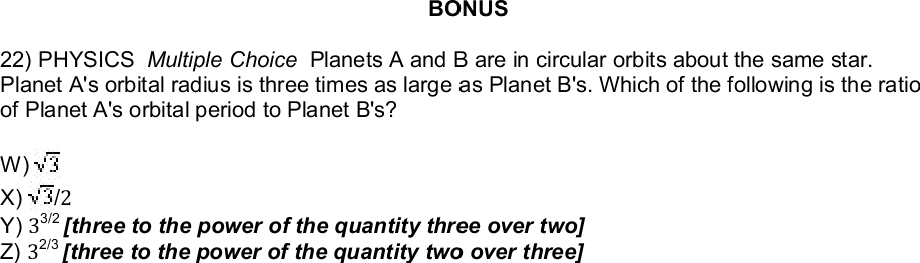 BONUS
22) PHYSICS Multiple Choice Planets A and B are in circular orbits about the same star.
Planet A's orbital radius is three times as large as Planet B's. Which of the following is the ratio
of Planet A's orbital period to Planet B's?
W) √3
X) √3/2
Y) 3^{3/2} [three to the power of the quantity three over two]
Z) 3^{2/3} [three to the power of the quantity two over three]